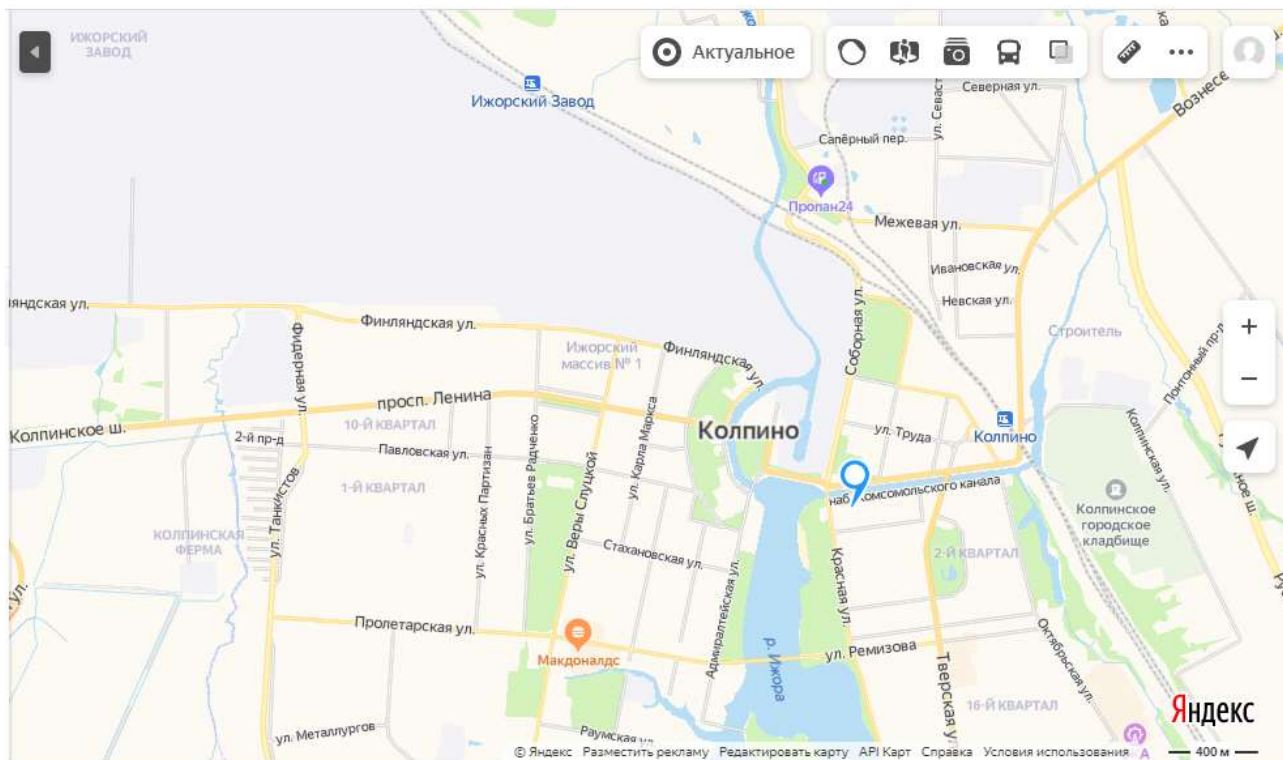 ИЖОРСКИЙ
ЗАВОД
Актуальное
Ижорский Завод
Северная ул.
ул. Севаст
Вознесе
Сапёрный пер.
Пропан24
Межевая ул.
Ивановская ул.
Невская ул.
Соборная ул.
Строитель
Понтонный пр-д
ляндская ул.
Финляндская ул.
Финляндская ул.
Фидерная ул.
Ижорский
массив № 1
просп. Ленина
Колпинское ш.
10-Й КВАРТАЛ
2-й пр-д
Павловская ул.
1-Й КВАРТАЛ
ул. Карла Маркса
Колпино
ул. Труда
Колпино
Колпинская ул.
наб. Комсомольского канала
Колпинское
городское
кладбище
ул. Танкистов
КОЛПИНСКАЯ
ФЕРМА
ул. Красных Партизан
ул. Братьев Радченко
ул. Веры Слуцкой
Стахановская ул.
Адмиралтейская ул.
Красная ул.
2-Й КВАРТАЛ
Пролетарская ул.
Макдоналдс
р. Ижора
ул. Ремизова
Тверская ул.
Октябрьская ул.
16-Й КВАРТАЛ
ул. Металлургов
Раумская ул.
Яндекс
© Яндекс Разместить рекламу Редактировать карту API Карт Справка Условия использования
400 м